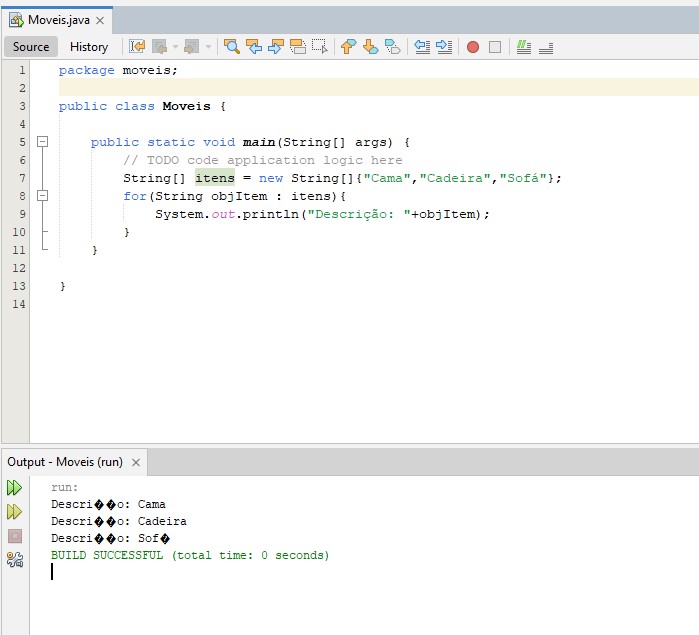 Moveis.java
Source History
1 package moveis;
2
3 public class Moveis {
4
5 public static void main(String[] args) {
6 // TODO code application logic here
7 String[] itens = new String[]{"Cama","Cadeira","Sofá"};
8 for(String objItem : itens){
9 System.out.println("Descrição: "+objItem);
10 }
11 }
12
13 }
14
Output - Moveis (run)
run:
Descri��o: Cama
Descri��o: Cadeira
Descri��o: Sof�
BUILD SUCCESSFUL (total time: 0 seconds)